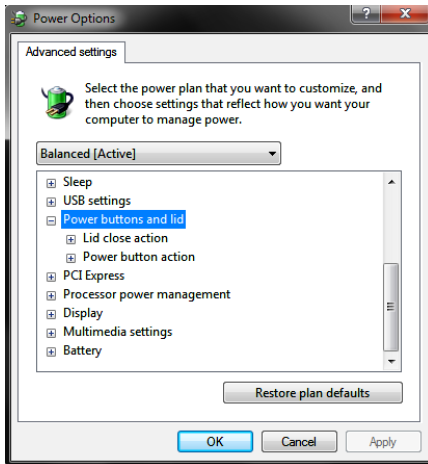 Power Options
Advanced settings
Select the power plan that you want to customize, and
then choose settings that reflect how you want your
computer to manage power.
Balanced [Active]
Sleep
USB settings
Power buttons and lid
Lid close action
Power button action
PCI Express
Processor power management
Display
Multimedia settings
Battery
Restore plan defaults
OK Cancel Apply